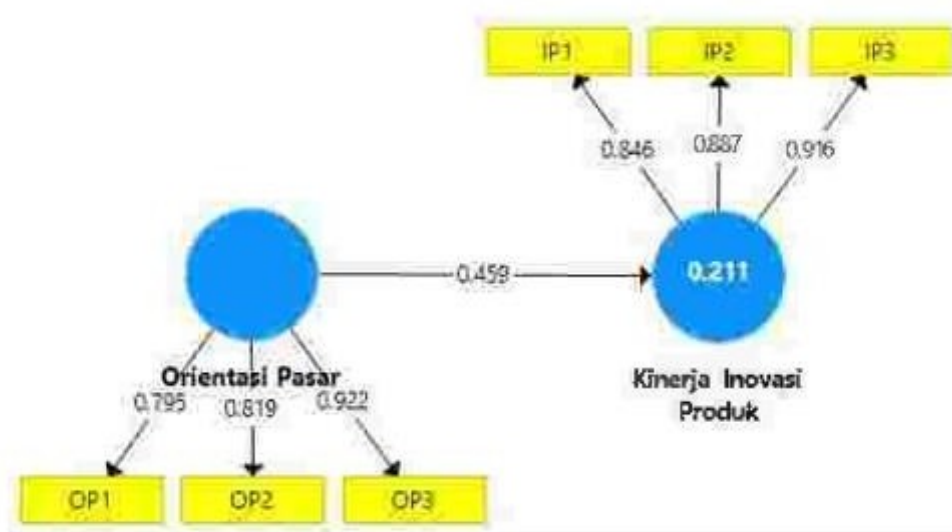 IP1
IP2
IP3
0.846
0.887
0.916
0.459
0.211
Orientasi Pasar
Kinerja Inovasi
Produk
0.795
0.819
0.922
OP1
OP2
OP3